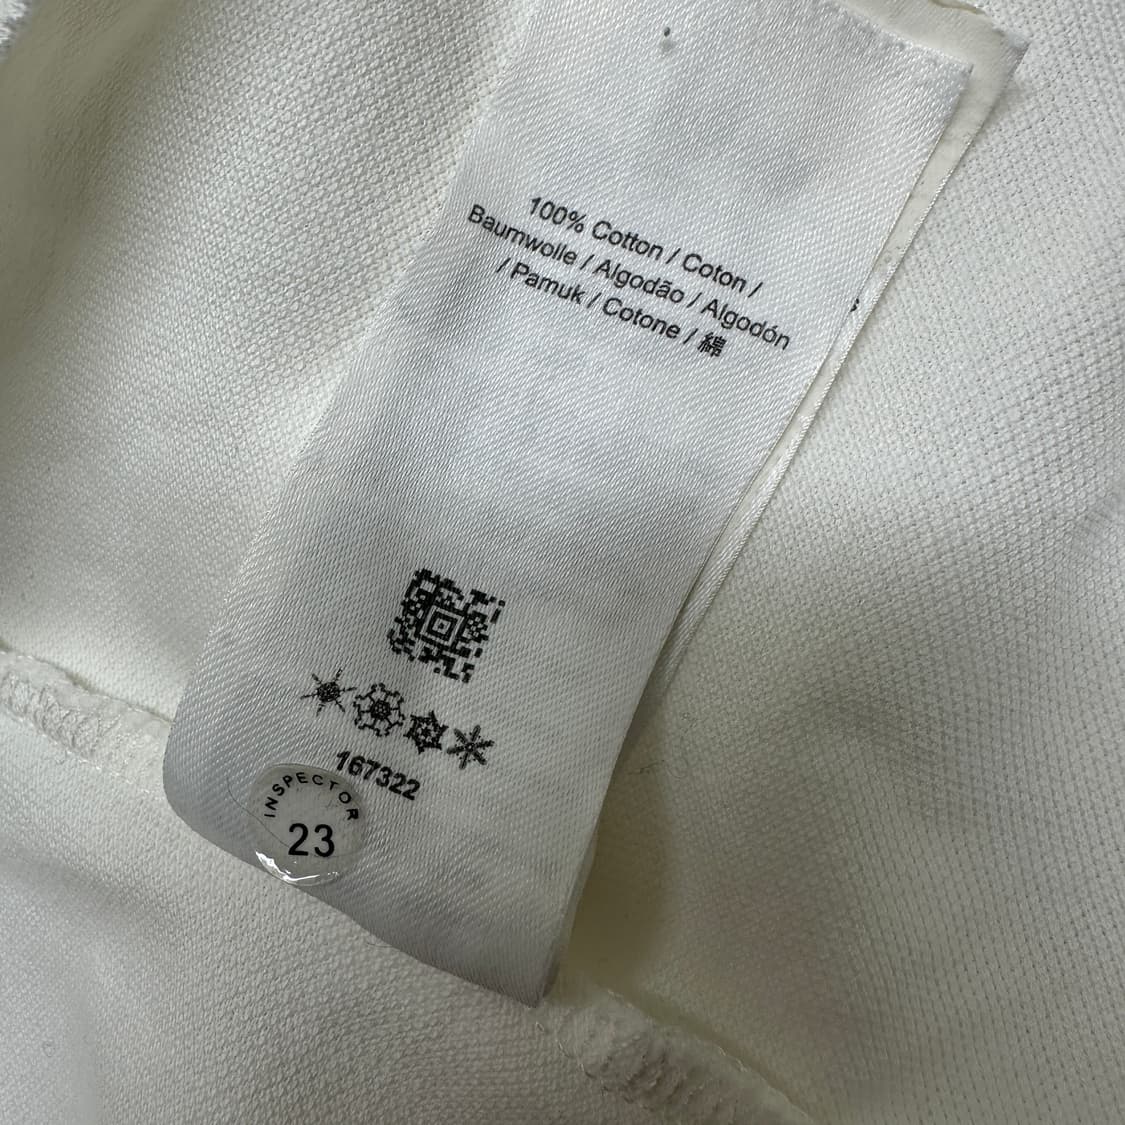 100% Cotton / Coton /
Baumwolle / Algodão / Algodón
/ Pamuk / Cotone / 綿
167322
INSPECTOR
23